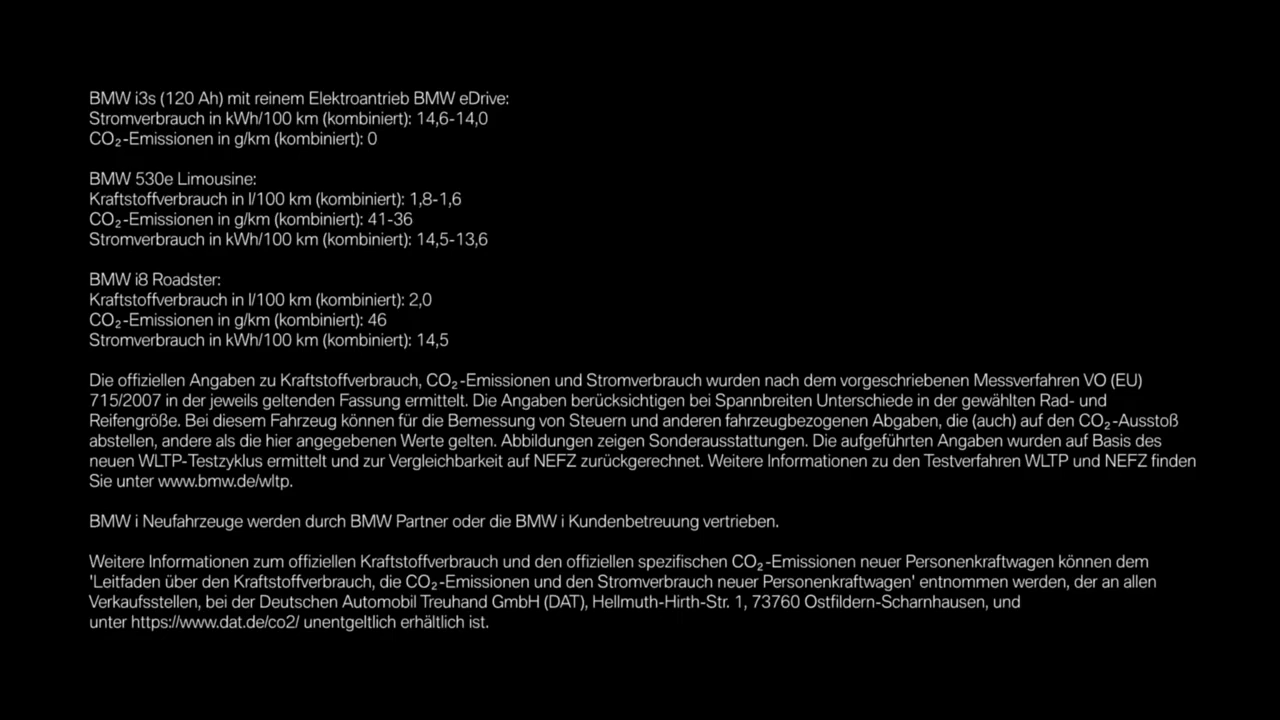 BMW i3s (120 Ah) mit reinem Elektroantrieb BMW eDrive:
Stromverbrauch in kWh/100 km (kombiniert): 14,6-14,0
CO₂-Emissionen in g/km (kombiniert): 0
BMW 530e Limousine:
Kraftstoffverbrauch in l/100 km (kombiniert): 1,8-1,6
CO₂-Emissionen in g/km (kombiniert): 41-36
Stromverbrauch in kWh/100 km (kombiniert): 14,5-13,6
BMW i8 Roadster:
Kraftstoffverbrauch in l/100 km (kombiniert): 2,0
CO₂-Emissionen in g/km (kombiniert): 46
Stromverbrauch in kWh/100 km (kombiniert): 14,5
Die offiziellen Angaben zu Kraftstoffverbrauch, CO₂-Emissionen und Stromverbrauch wurden nach dem vorgeschriebenen Messverfahren VO (EU)
715/2007 in der jeweils geltenden Fassung ermittelt. Die Angaben berücksichtigen bei Spannbreiten Unterschiede in der gewählten Rad- und
Reifengröße. Bei diesem Fahrzeug können für die Bemessung von Steuern und anderen fahrzeugbezogenen Abgaben, die (auch) auf den CO₂-Ausstoß
abstellen, andere als die hier angegebenen Werte gelten. Abbildungen zeigen Sonderausstattungen. Die aufgeführten Angaben wurden auf Basis des
neuen WLTP-Testzyklus ermittelt und zur Vergleichbarkeit auf NEFZ zurückgerechnet. Weitere Informationen zu den Testverfahren WLTP und NEFZ finden
Sie unter www.bmw.de/wltp.
BMW i Neufahrzeuge werden durch BMW Partner oder die BMW i Kundenbetreuung vertrieben.
Weitere Informationen zum offiziellen Kraftstoffverbrauch und den offiziellen spezifischen CO₂-Emissionen neuer Personenkraftwagen können dem
'Leitfaden über den Kraftstoffverbrauch, die CO₂-Emissionen und den Stromverbrauch neuer Personenkraftwagen' entnommen werden, der an allen
Verkaufsstellen, bei der Deutschen Automobil Treuhand GmbH (DAT), Hellmuth-Hirth-Str. 1, 73760 Ostfildern-Scharnhausen, und
unter https://www.dat.de/co2/ unentgeltlich erhältlich ist.